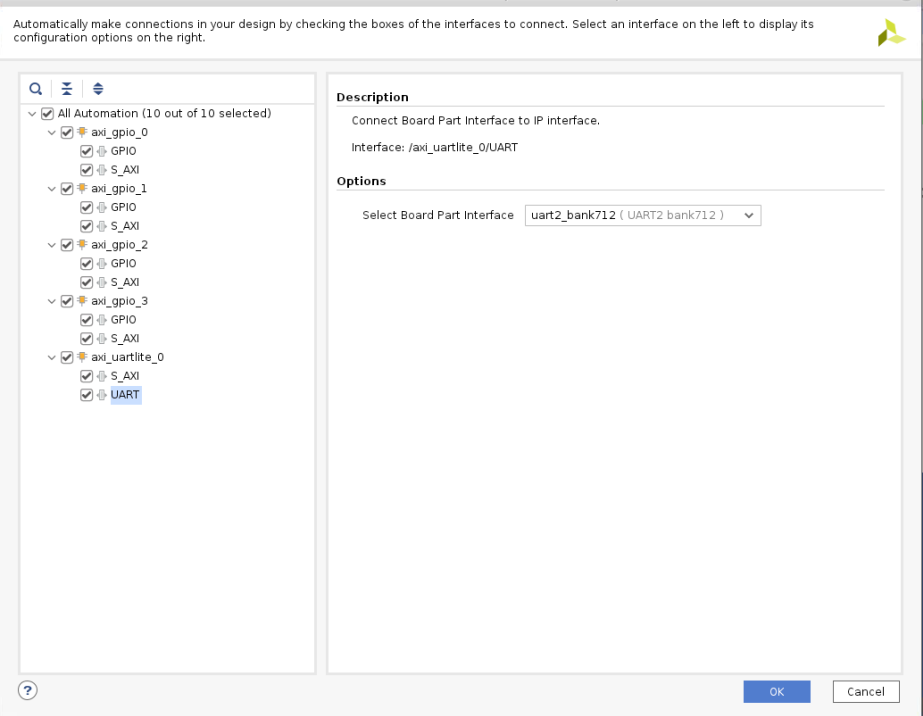 Automatically make connections in your design by checking the boxes of the interfaces to connect. Select an interface on the left to display its
configuration options on the right.
All Automation (10 out of 10 selected)
axi_gpio_0
GPIO
S_AXI
axi_gpio_1
GPIO
S_AXI
axi_gpio_2
GPIO
S_AXI
axi_gpio_3
GPIO
S_AXI
axi_uartlite_0
S_AXI
UART
Description
Connect Board Part Interface to IP interface.
Interface: /axi_uartlite_0/UART
Options
Select Board Part Interface uart2_bank712 ( UART2 bank712 )
?
OK Cancel